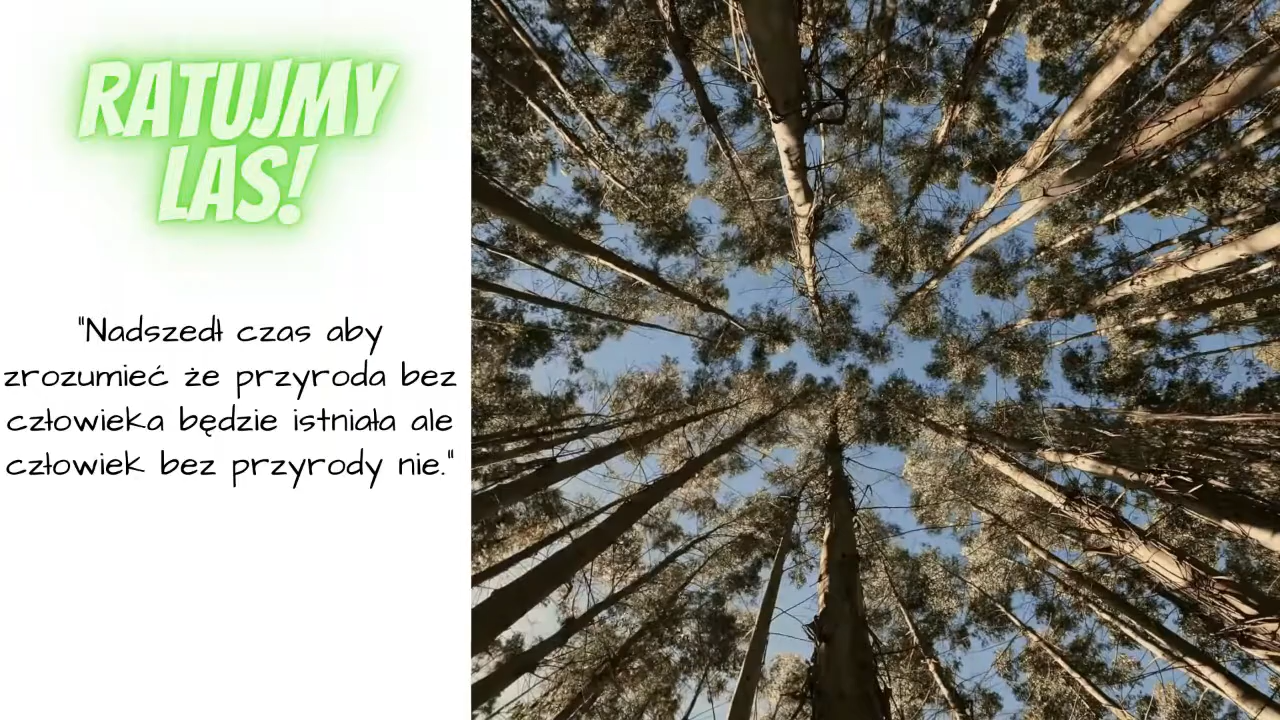 RATUJMY
LAS!
"Nadszedł czas aby
zrozumieć że przyroda bez
człowieka będzie istniała ale
człowiek bez przyrody nie."